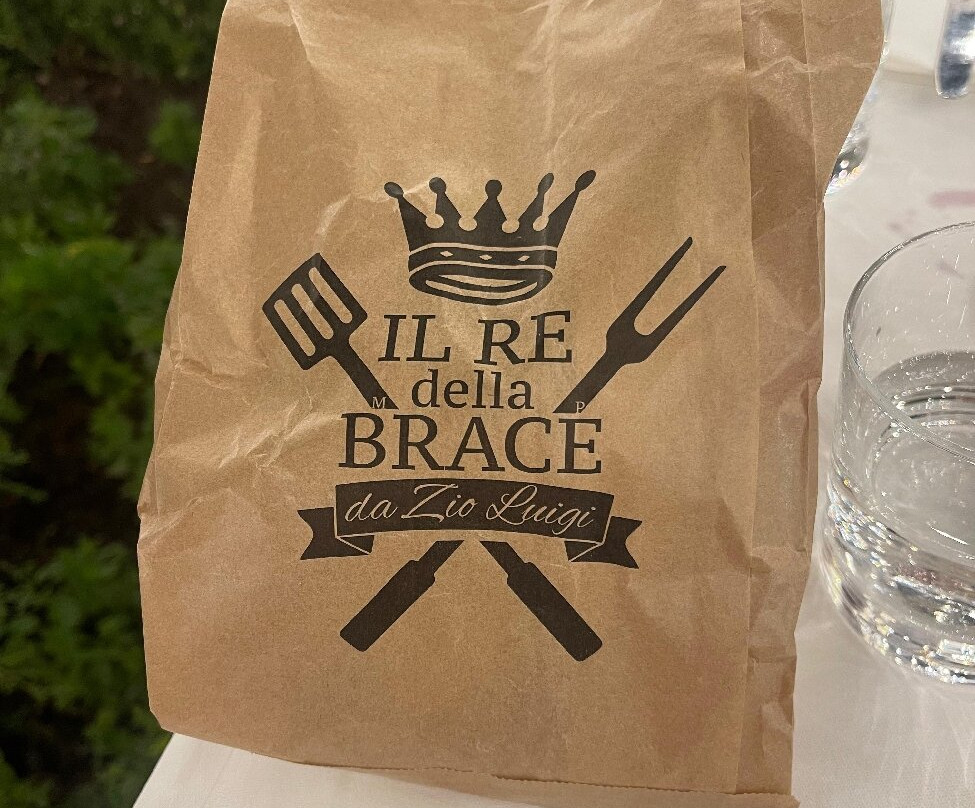 IL RE
della
M P
BRACE
da Zio Luigi